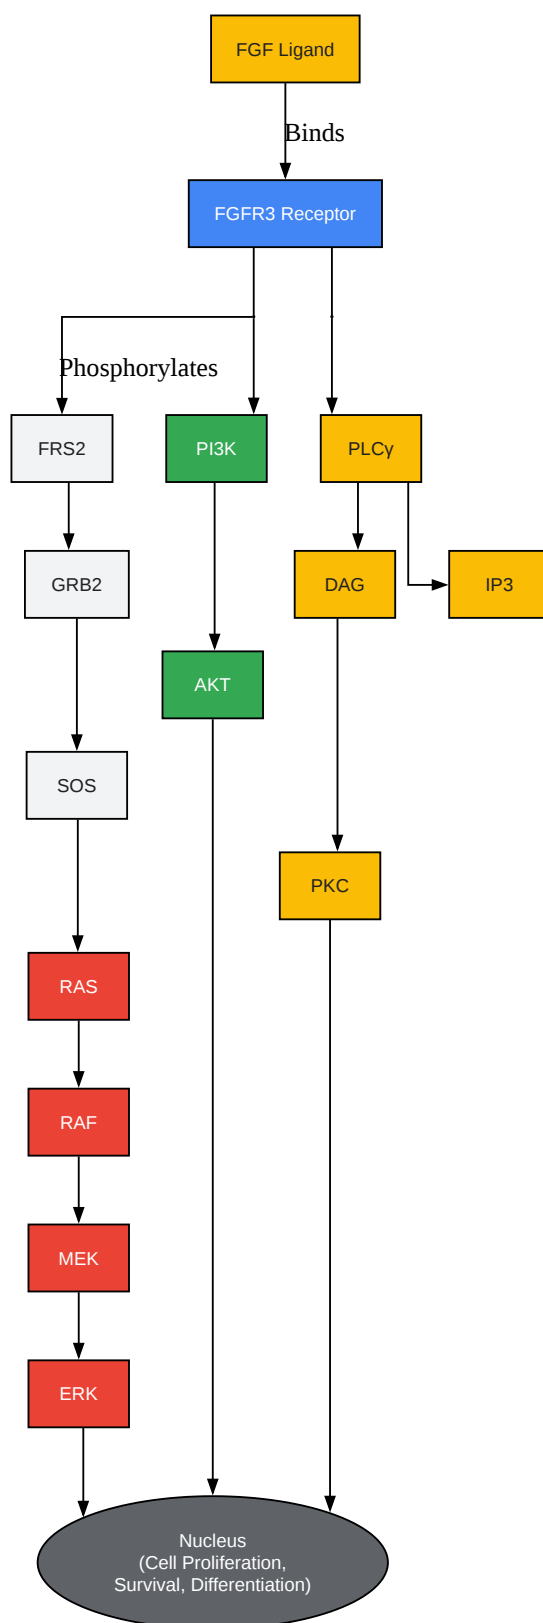 FGF Ligand
Binds
FGFR3 Receptor
Phosphorylates
FRS2
PI3K
PLCγ
GRB2
DAG
IP3
AKT
SOS
PKC
RAS
RAF
MEK
ERK
Nucleus
(Cell Proliferation,
Survival, Differentiation)